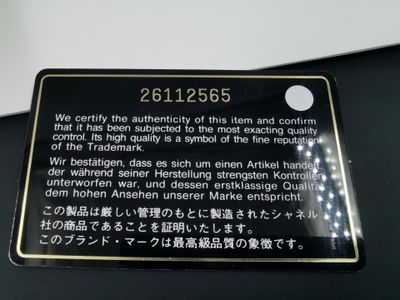 26112565
We certify the authenticity of this item and confirm
that it has been subjected to the most exacting quality
control. Its high quality is a symbol of the fine reputation
of the Trademark.
Wir bestätigen, dass es sich um einen Artikel handelt,
der während seiner Herstellung strengsten Kontrollen
unterworfen war, und dessen erstklassige Qualität
dem hohen Ansehen unserer Marke entspricht.
この製品は厳しい管理のもとに製造されたシャネル
社の商品であることを証明いたします。
このブランド・マークは最高級品質の象徴です。